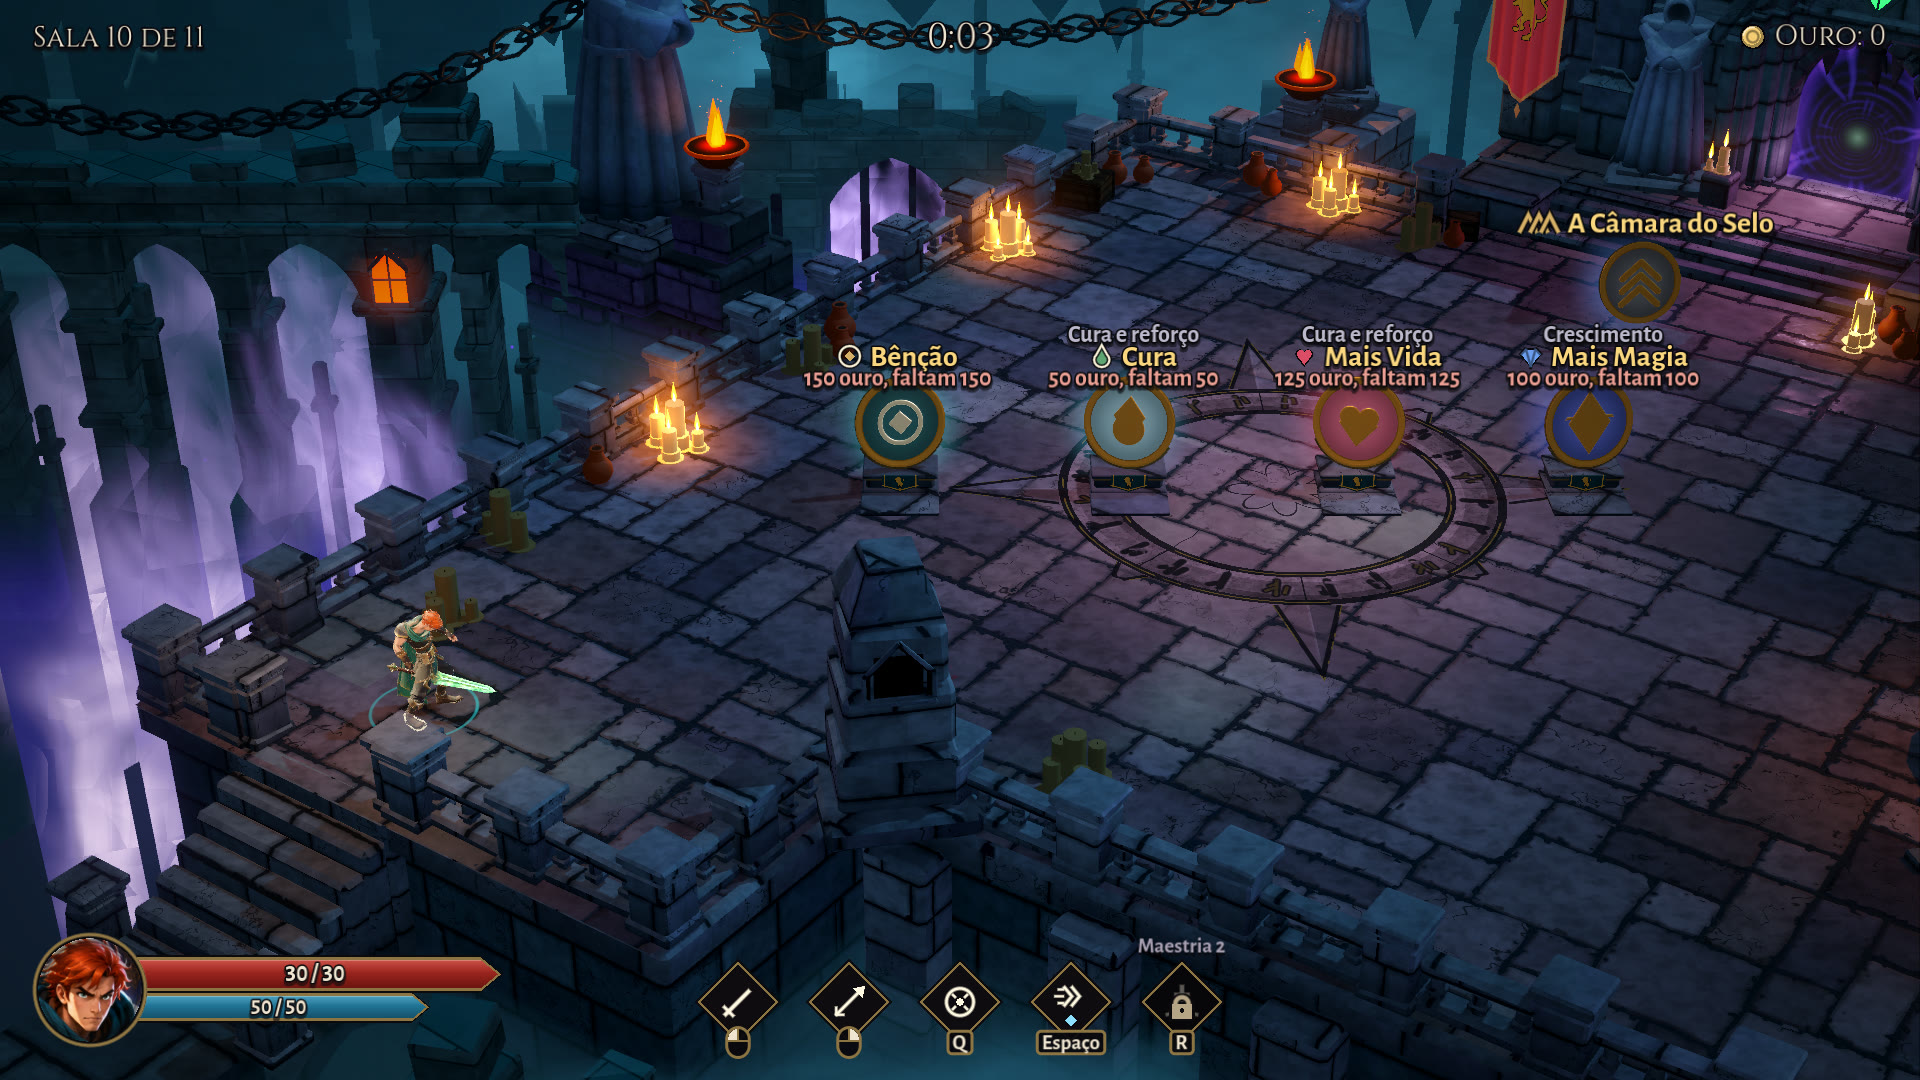 SALA 10 DE 11
0:03
OURO: 0
A Câmara do Selo
Bênção
150 ouro, faltam 150
Cura e reforço
Cura
50 ouro, faltam 50
Cura e reforço
Mais Vida
125 ouro, faltam 125
Crescimento
Mais Magia
100 ouro, faltam 100
30/30
50/50
Maestria 2
Q
Espaço
R